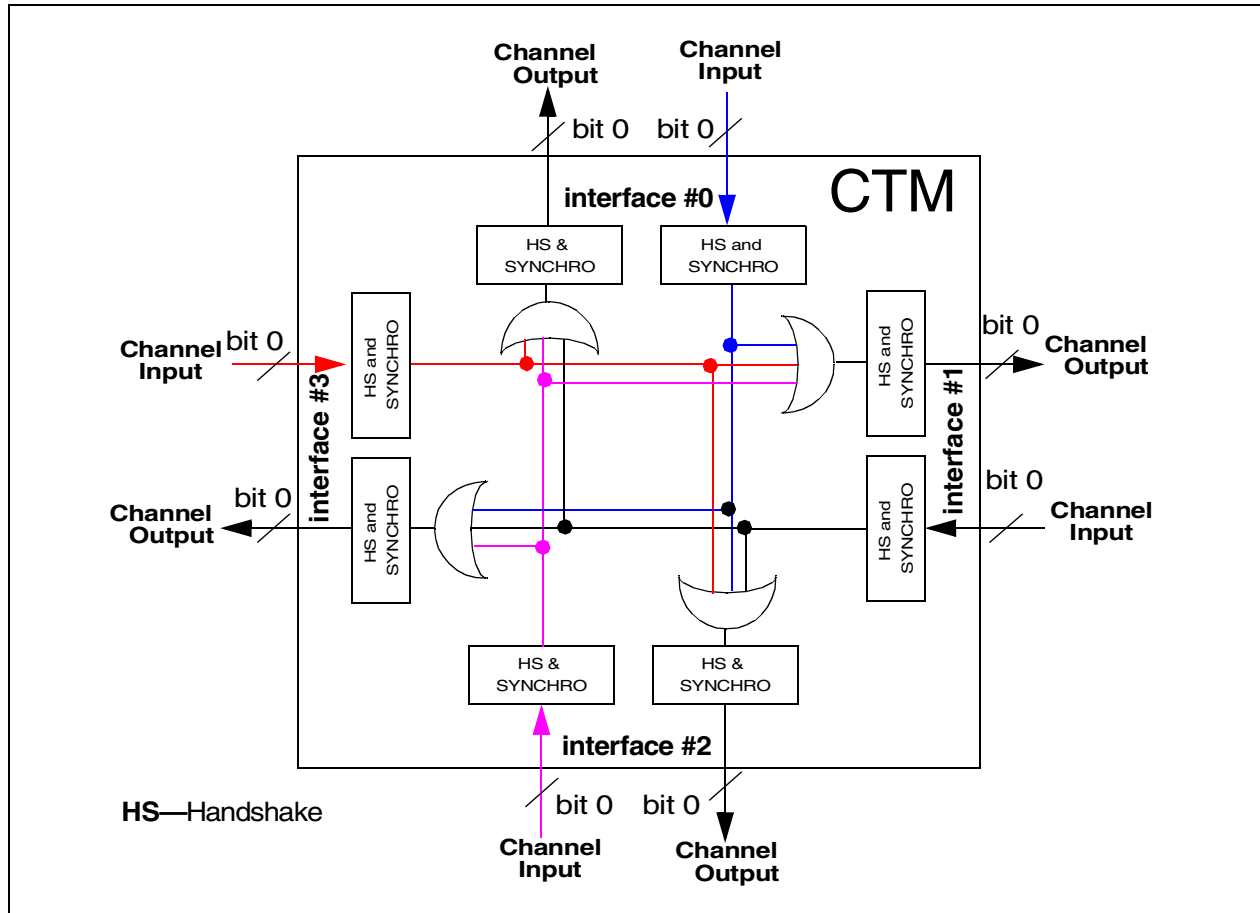 Channel
Output
Channel
Input
bit 0
bit 0
CTM
interface #0
HS &
SYNCHRO
HS and
SYNCHRO
bit 0
Channel
Input
HS and
SYNCHRO
interface #3
HS and
SYNCHRO
bit 0
Channel
Output
interface #1
bit 0
Channel
Output
HS and
SYNCHRO
HS and
SYNCHRO
bit 0
Channel
Input
HS &
SYNCHRO
HS &
SYNCHRO
interface #2
bit 0
bit 0
HS—Handshake
Channel
Input
Channel
Output